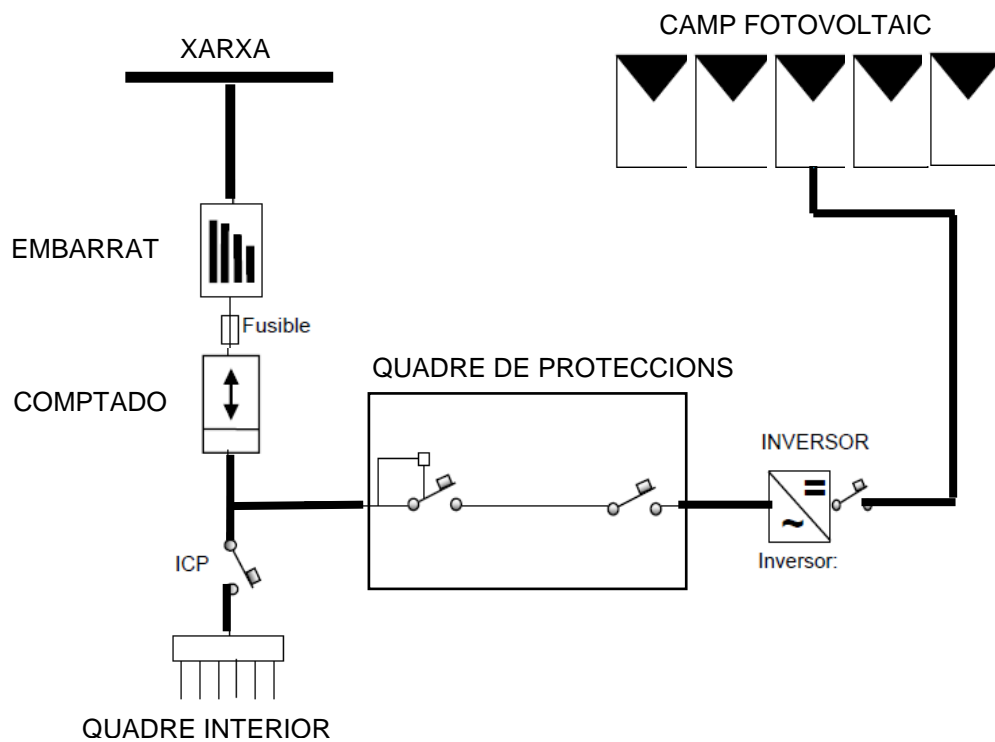 CAMP FOTOVOLTAIC
XARXA
EMBARRAT
Fusible
QUADRE DE PROTECCIONS
COMPTADO
INVERSOR
ICP
Inversor:
QUADRE INTERIOR